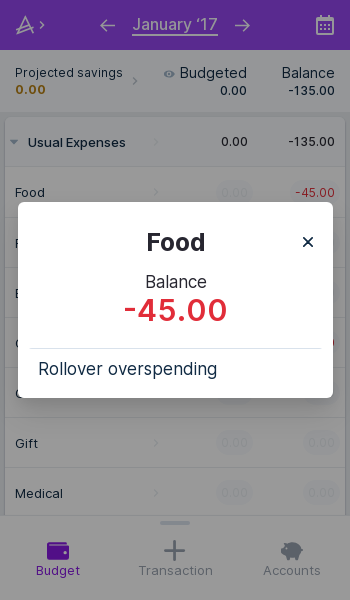 January ‘17
Projected savings
0.00
Budgeted
0.00
Balance
-135.00
Usual Expenses 0.00 -135.00
Food 0.00 -45.00
Food
Balance
-45.00
Rollover overspending
Gift 0.00 0.00
Medical 0.00 0.00
Budget
Transaction
Accounts